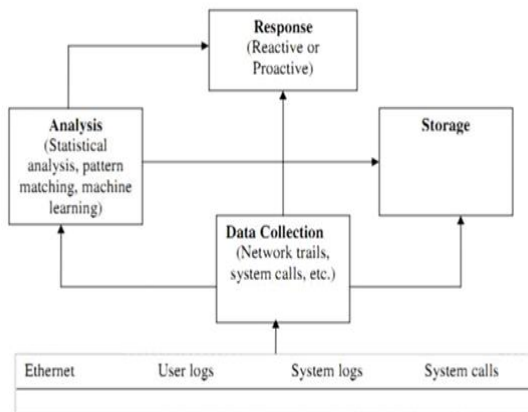 Response
(Reactive or
Proactive)
Analysis
(Statistical
analysis, pattern
matching, machine
learning)
Storage
Data Collection
(Network trails,
system calls, etc.)
Ethernet User logs System logs System calls